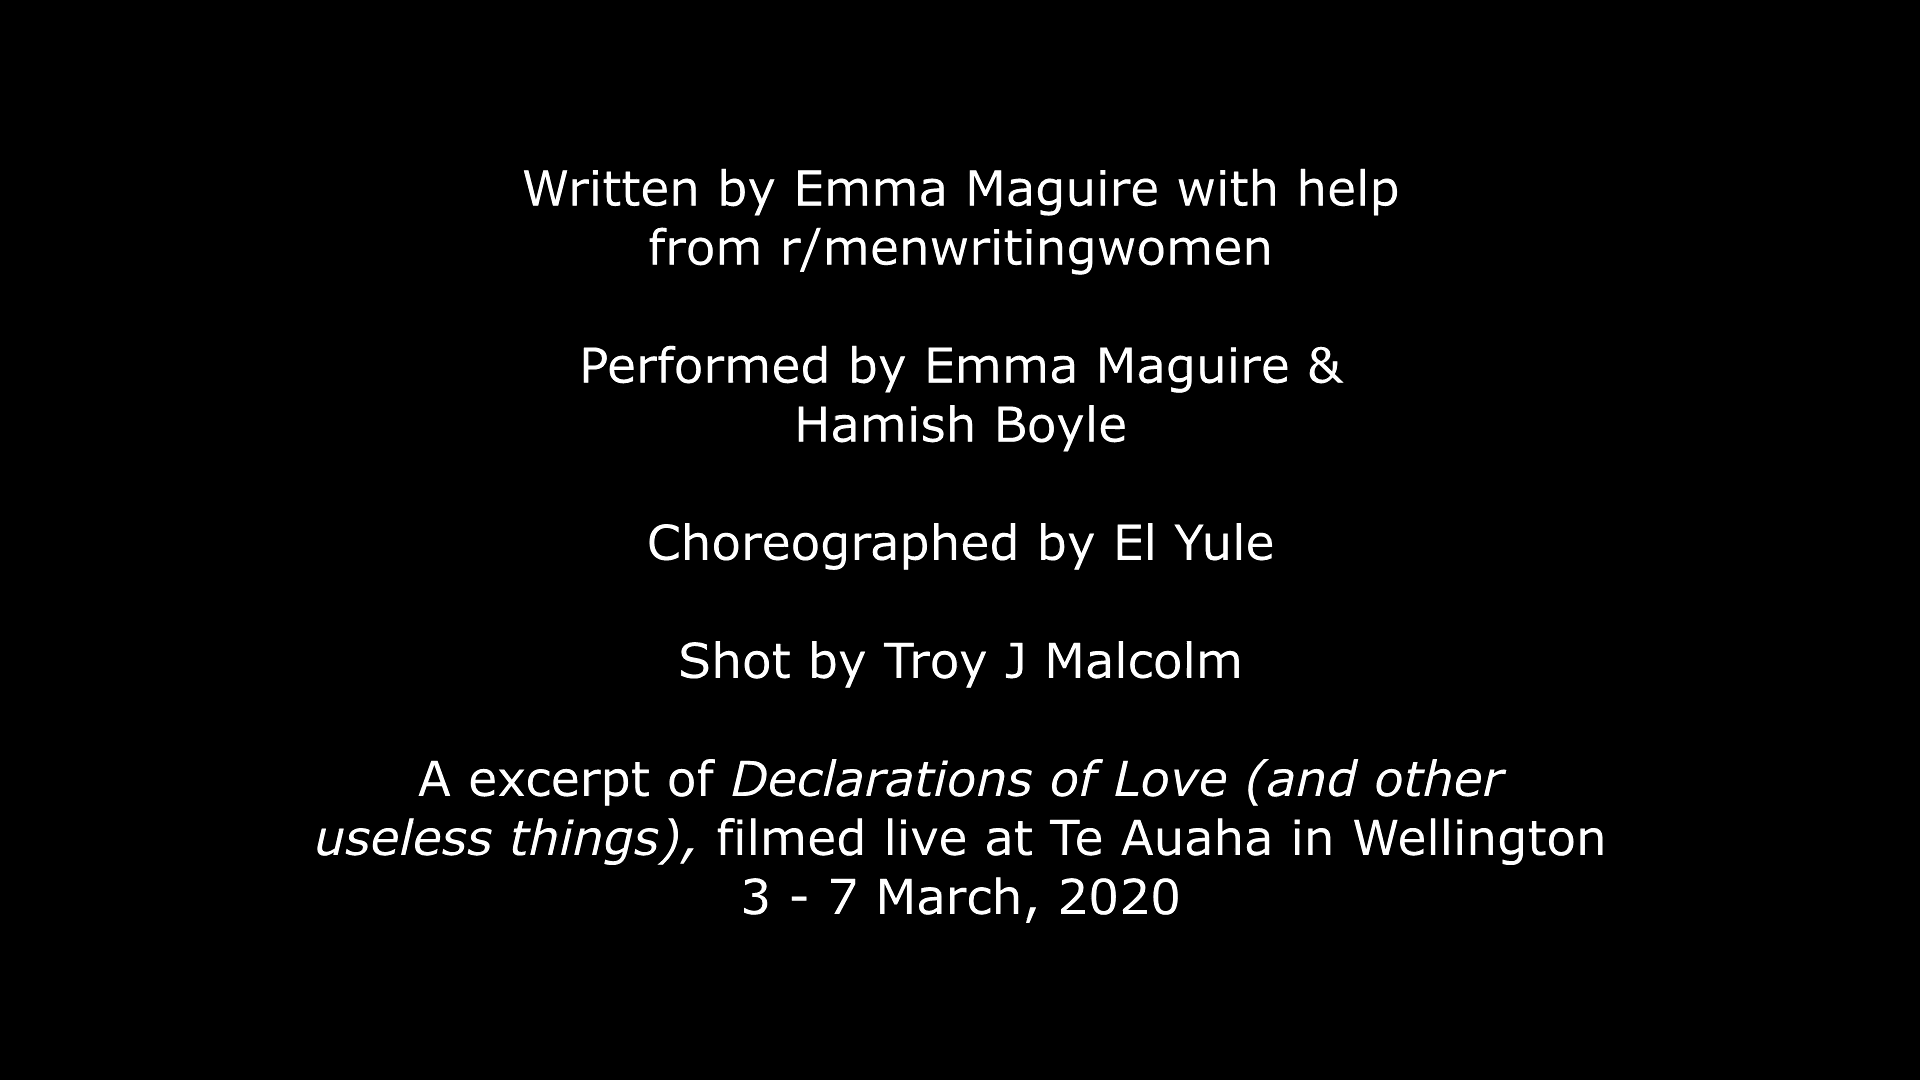 Written by Emma Maguire with help
from r/menwritingwomen
Performed by Emma Maguire &
Hamish Boyle
Choreographed by El Yule
Shot by Troy J Malcolm
A excerpt of Declarations of Love (and other
useless things), filmed live at Te Auaha in Wellington
3 - 7 March, 2020